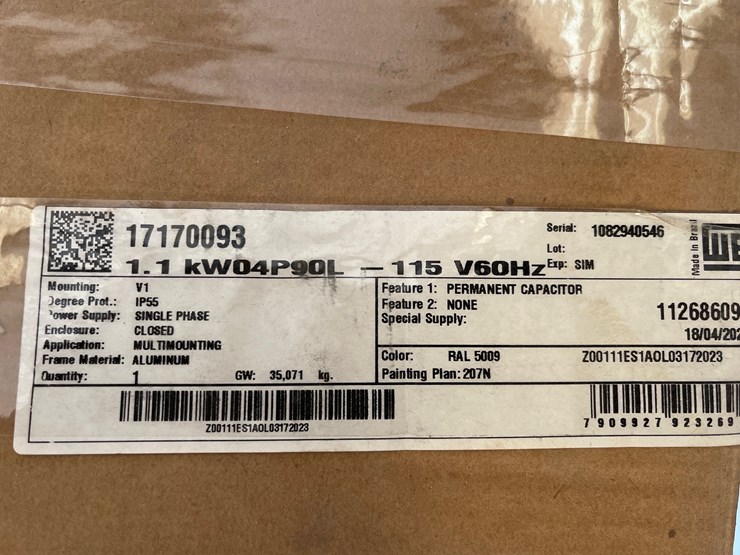 17170093
1.1 kW04P90L - 115 V60Hz
Serial: 1082940546
Lot:
Exp: SIM
Made In Brazil
WE
Mounting: V1
Degree Prot.: IP55
Power Supply: SINGLE PHASE
Enclosure: CLOSED
Application: MULTIMOUNTING
Frame Material: ALUMINUM
Quantity: 1 GW: 35,071 kg.
Feature 1: PERMANENT CAPACITOR
Feature 2: NONE
Special Supply:
11268609
18/04/202
Color: RAL 5009
Painting Plan: 207N
Z00111ES1AOL03172023
Z00111ES1AOL03172023
7 909927 923269